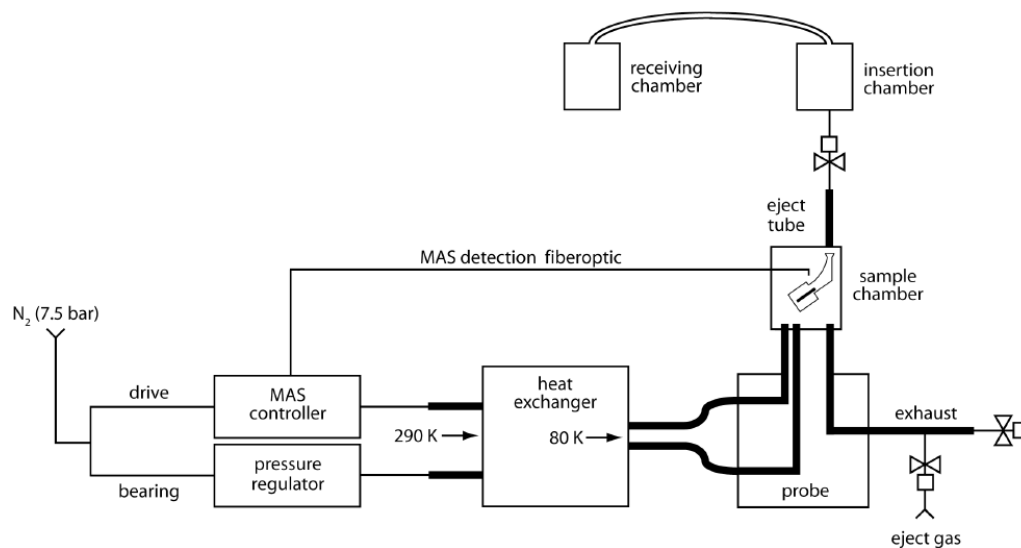 receiving
chamber
insertion
chamber
eject
tube
MAS detection fiberoptic
sample
chamber
N₂ (7.5 bar)
drive
MAS
controller
heat
exchanger
290 K
80 K
exhaust
bearing
pressure
regulator
probe
eject gas